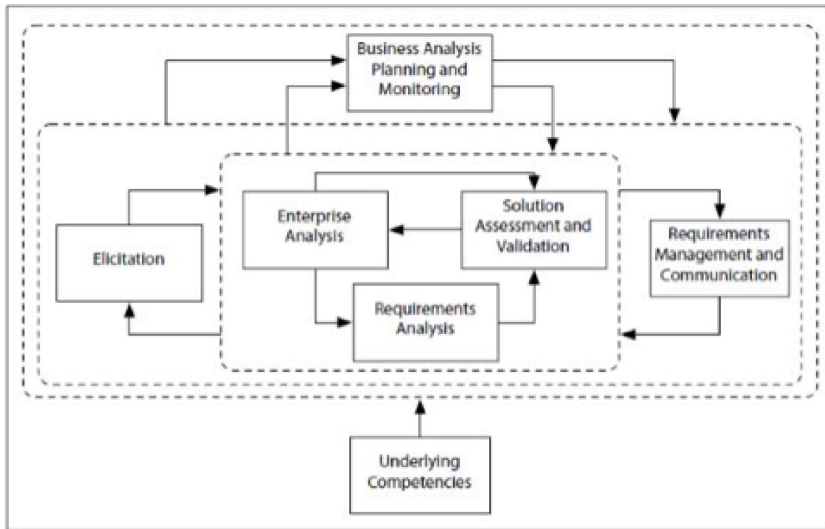 Business Analysis
Planning and
Monitoring
Enterprise
Analysis
Solution
Assessment and
Validation
Elicitation
Requirements
Management and
Communication
Requirements
Analysis
Underlying
Competencies